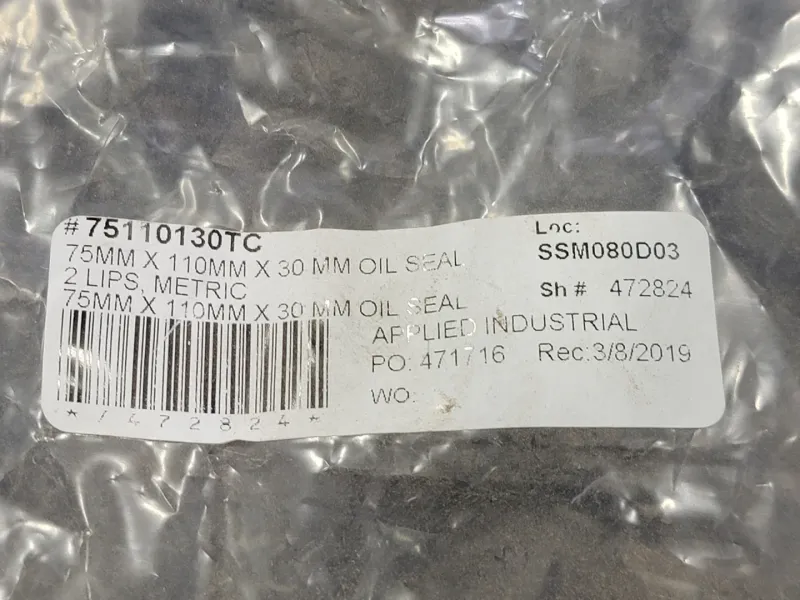 # 75110130TC
75MM X 110MM X 30 MM OIL SEAL
2 LIPS, METRIC
75MM X 110MM X 30 MM OIL SEAL
Loc:
SSM080D03
Sh # 472824
APPLIED INDUSTRIAL
PO: 471716 Rec:3/8/2019
WO:
*/472824*